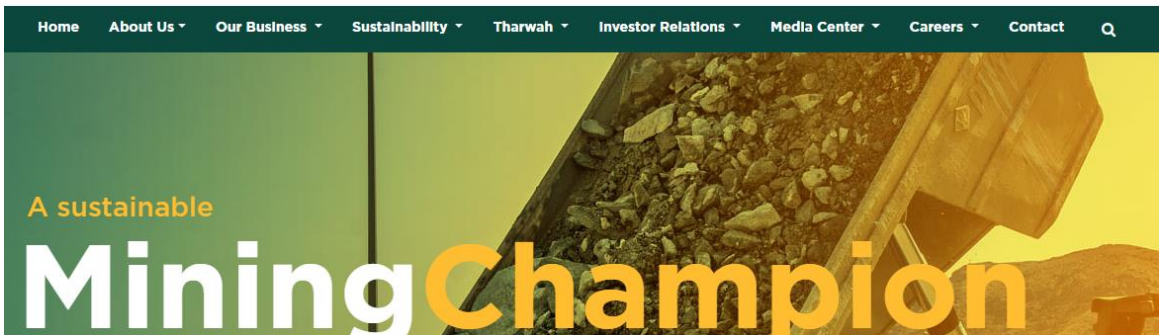 Home About Us Our Business Sustainability Tharwah Investor Relations Media Center Careers Contact
A sustainable
MiningChampion